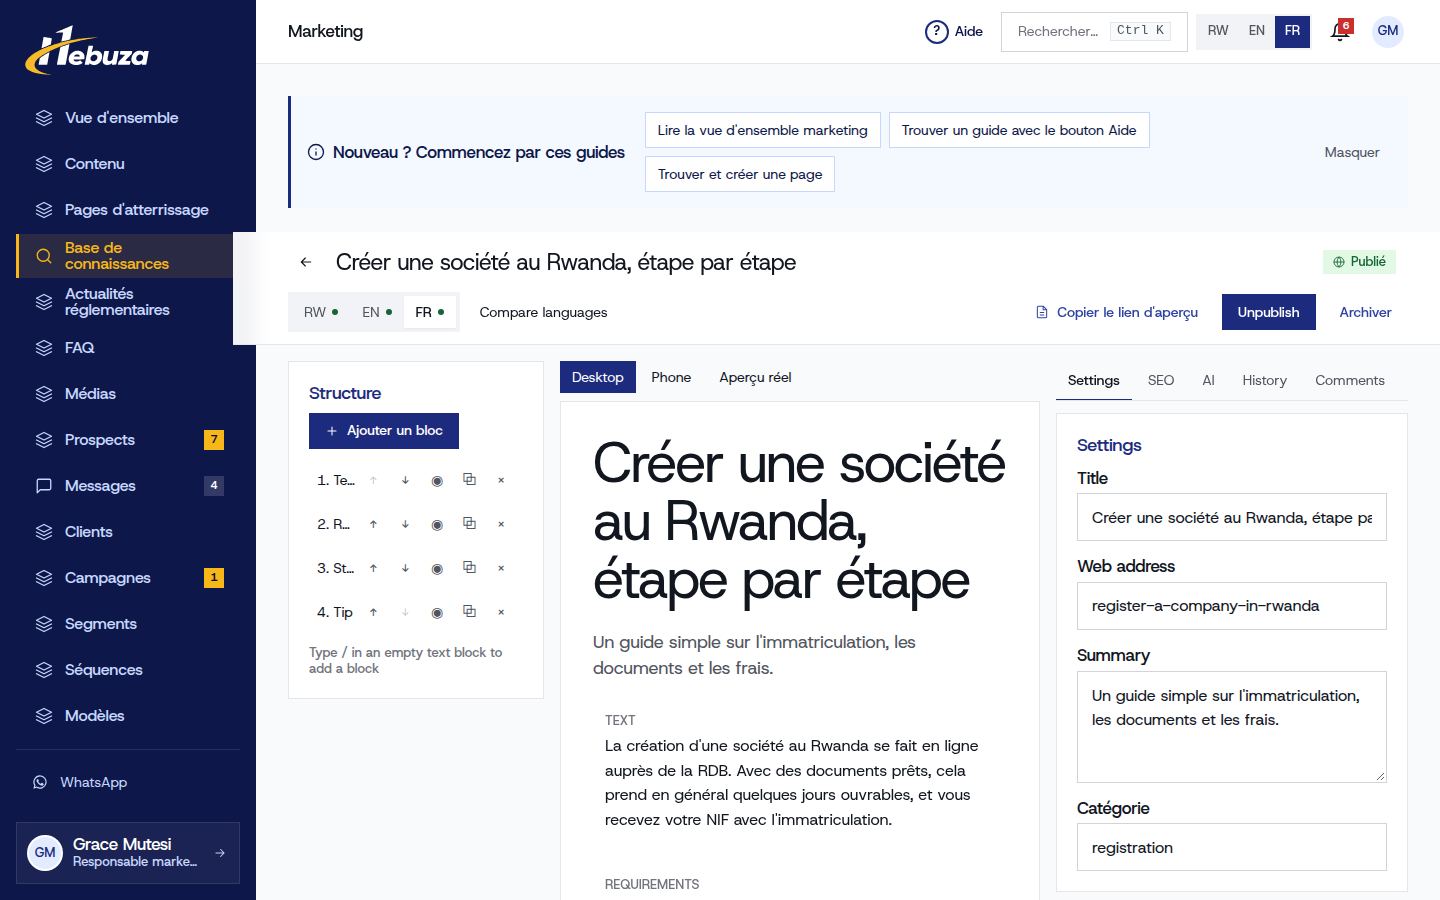 Hebuza
Marketing
? Aide
Rechercher... Ctrl K
RW EN FR
6
GM
Vue d'ensemble
Contenu
Pages d'atterrissage
Base de
connaissances
Actualités
réglementaires
FAQ
Médias
Prospects 7
Messages 4
Clients
Campagnes 1
Segments
Séquences
Modèles
WhatsApp
GM
Grace Mutesi
Responsable marke...
Nouveau ? Commencez par ces guides
Lire la vue d'ensemble marketing
Trouver un guide avec le bouton Aide
Trouver et créer une page
Masquer
Créer une société au Rwanda, étape par étape
Publié
RW EN FR
Compare languages
Copier le lien d'aperçu
Unpublish
Archiver
Structure
Ajouter un bloc
1. Te...
2. R...
3. St...
4. Tip
Type / in an empty text block to
add a block
Desktop Phone Aperçu réel
Créer une société
au Rwanda,
étape par étape
Un guide simple sur l'immatriculation, les
documents et les frais.
TEXT
La création d'une société au Rwanda se fait en ligne
auprès de la RDB. Avec des documents prêts, cela
prend en général quelques jours ouvrables, et vous
recevez votre NIF avec l'immatriculation.
REQUIREMENTS
Settings SEO AI History Comments
Settings
Title
Créer une société au Rwanda, étape pa
Web address
register-a-company-in-rwanda
Summary
Un guide simple sur l'immatriculation,
les documents et les frais.
Catégorie
registration